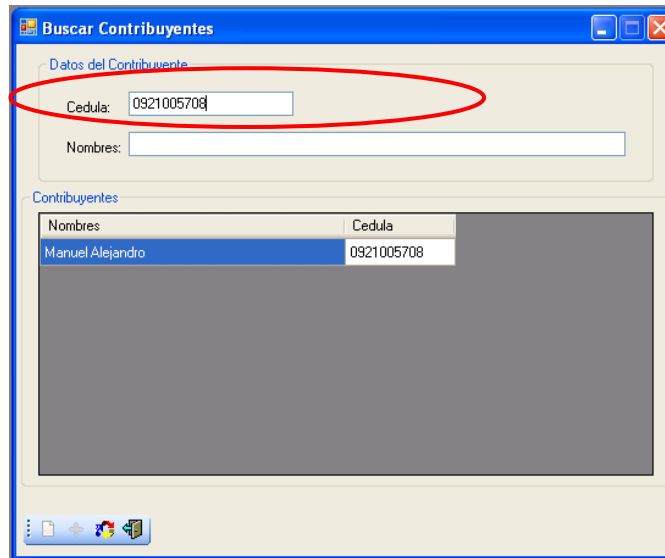 Buscar Contribuyentes
Datos del Contribuyente
Cedula: 0921005708
Nombres:
Contribuyentes
Nombres Cedula
Manuel Alejandro 0921005708